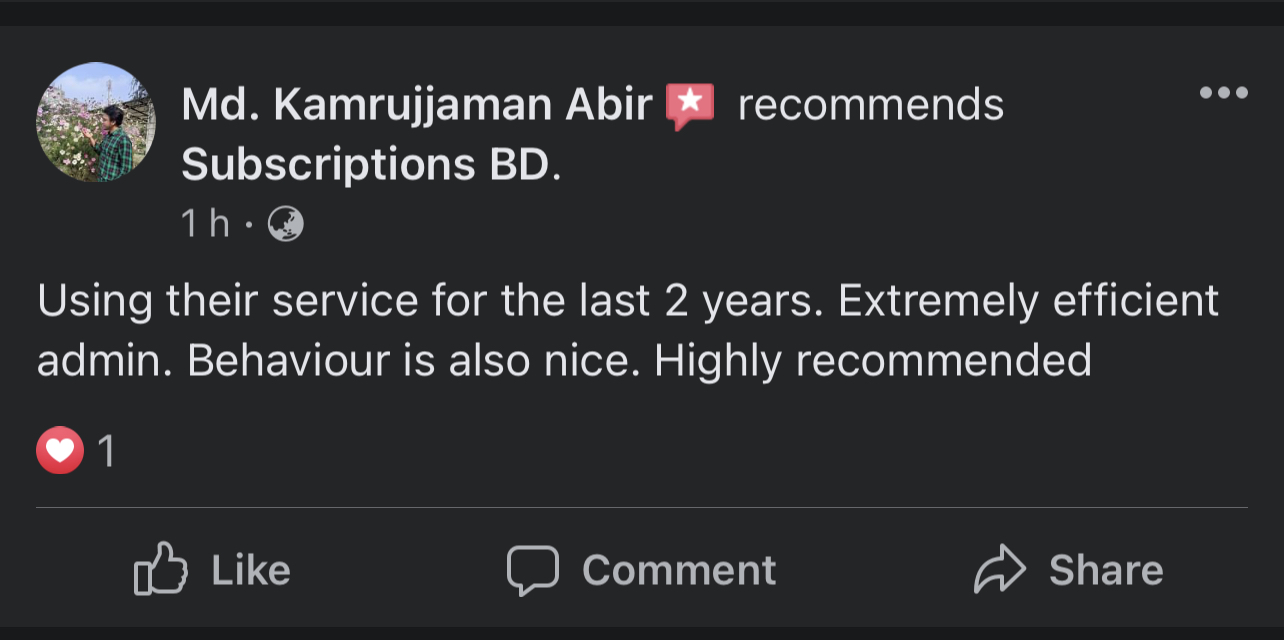 Md. Kamrujjaman Abir recommends
Subscriptions BD.
1 h ·
Using their service for the last 2 years. Extremely efficient
admin. Behaviour is also nice. Highly recommended
1
Like Comment Share